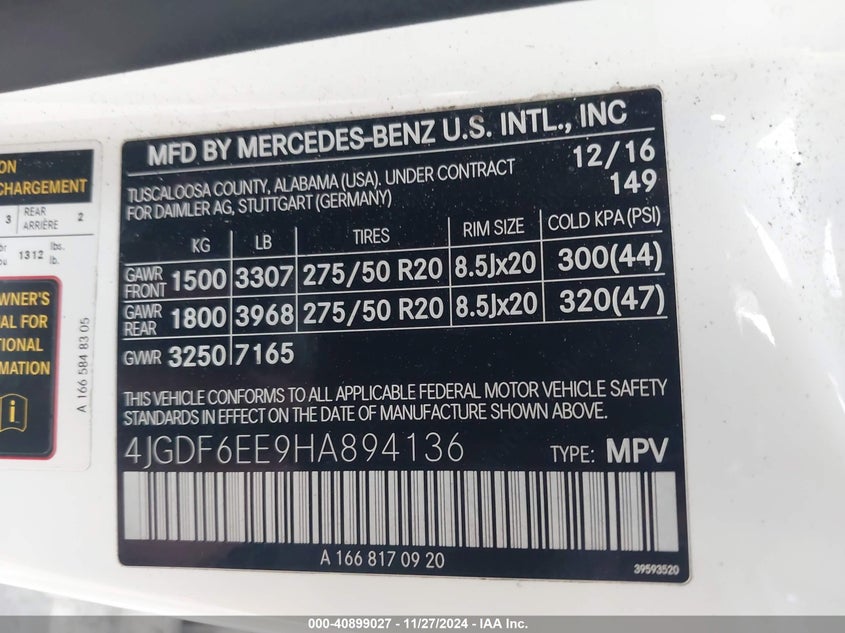 ON
CHARGEMENT
3 REAR ARRIÈRE 2
1312 lbs. lb.
WNER'S
AL FOR
TIONAL
RMATION
A 166 584 83 05
MFD BY MERCEDES-BENZ U.S. INTL., INC
TUSCALOOSA COUNTY, ALABAMA (USA). UNDER CONTRACT 12/16
FOR DAIMLER AG, STUTTGART (GERMANY) 149
KG LB TIRES RIM SIZE COLD KPA (PSI)
GAWR FRONT 1500 3307 275/50 R20 8.5Jx20 300(44)
GAWR REAR 1800 3968 275/50 R20 8.5Jx20 320(47)
GVWR 3250 7165
THIS VEHICLE CONFORMS TO ALL APPLICABLE FEDERAL MOTOR VEHICLE SAFETY
STANDARDS IN EFFECT ON THE DATE OF MANUFACTURE SHOWN ABOVE.
4JGDF6EE9HA894136 TYPE: MPV
A 166 817 09 20
39593520
000-40899027 - 11/27/2024 - IAA Inc.